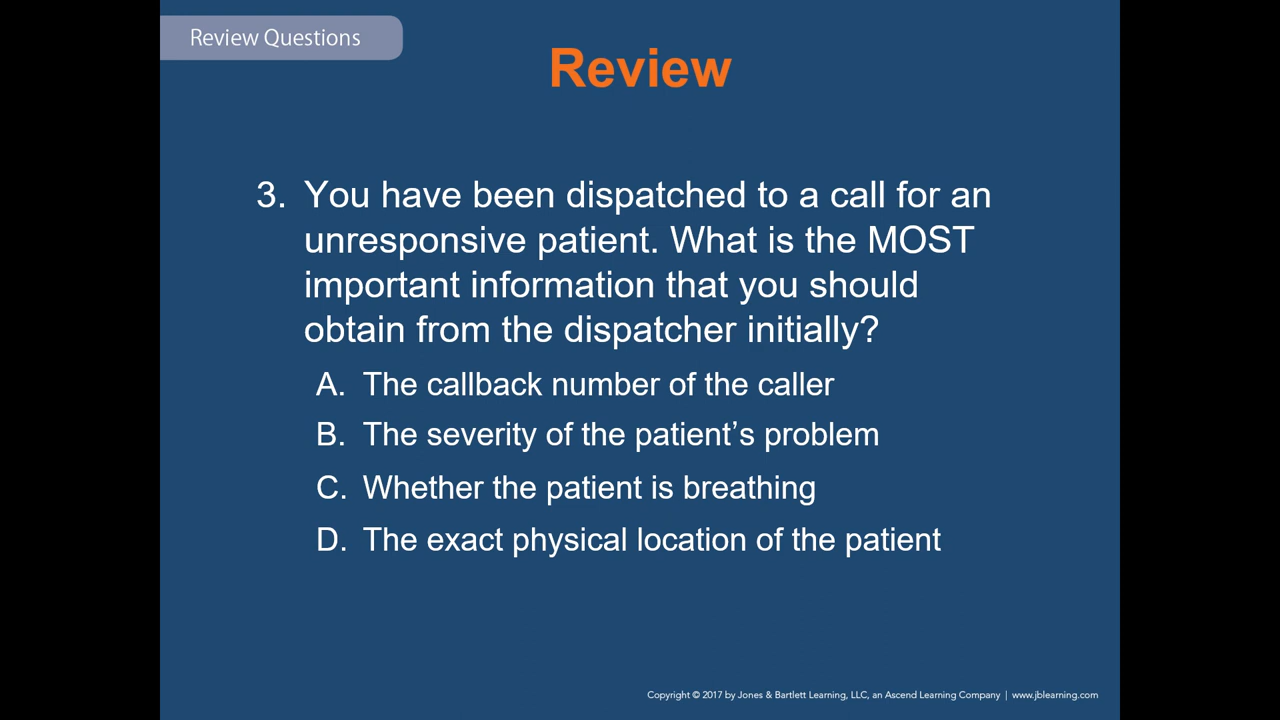 Review Questions
Review
3. You have been dispatched to a call for an
unresponsive patient. What is the MOST
important information that you should
obtain from the dispatcher initially?
A. The callback number of the caller
B. The severity of the patient’s problem
C. Whether the patient is breathing
D. The exact physical location of the patient
Copyright © 2017 by Jones & Bartlett Learning, LLC, an Ascend Learning Company | www.jblearning.com